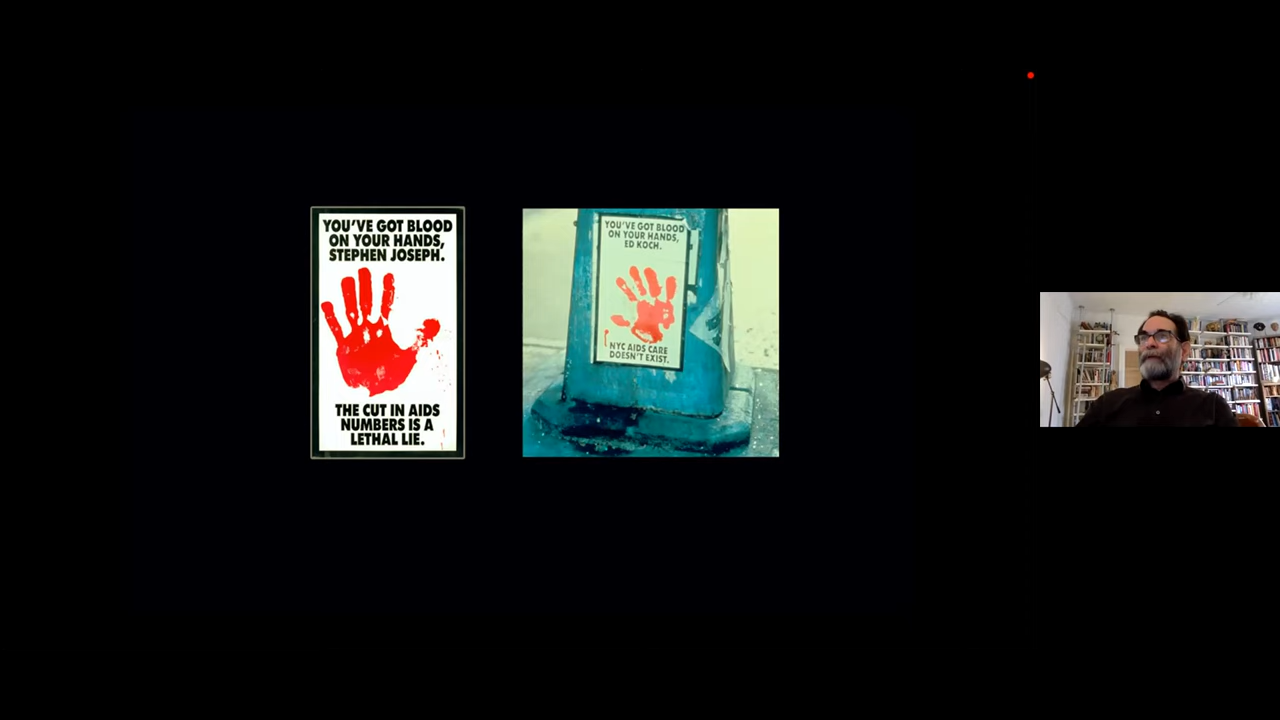 YOU'VE GOT BLOOD
ON YOUR HANDS,
STEPHEN JOSEPH.
THE CUT IN AIDS
NUMBERS IS A
LETHAL LIE.
YOU'VE GOT BLOOD
ON YOUR HANDS,
ED KOCH.
NYC AIDS CARE
DOESN'T EXIST.